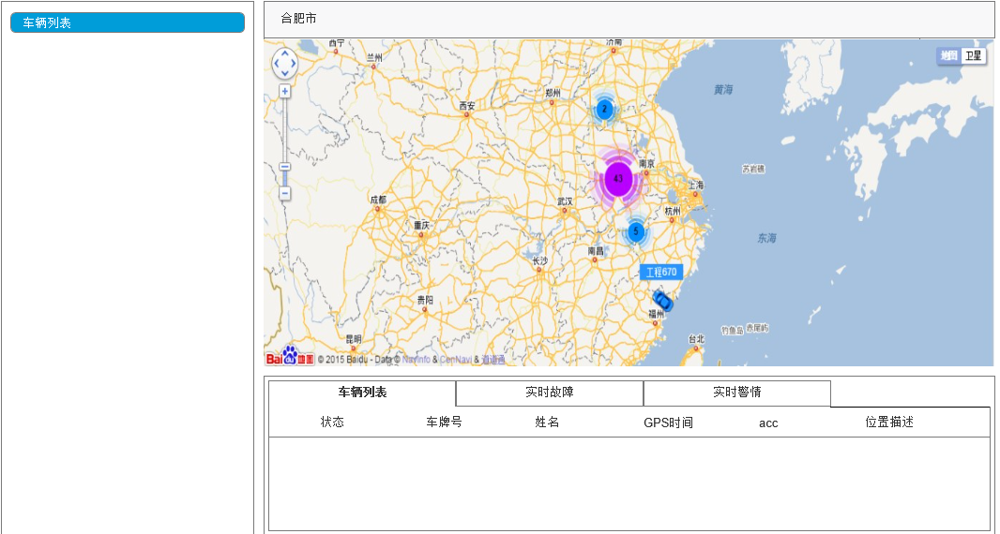 车辆列表
合肥市
西宁
兰州
济南
地图
卫星
黄海
郑州
西安
2
43
南京
苏岩礁
上海
成都
武汉
杭州
重庆
5
东海
南昌
长沙
工程670
贵阳
福州
台北
钓鱼岛
赤尾屿
昆明
Bai du 地图 © 2015 Baidu - Data © NavInfo & CenNavi & 道道通
车辆列表 实时故障 实时警情
状态 车牌号 姓名 GPS时间 acc 位置描述